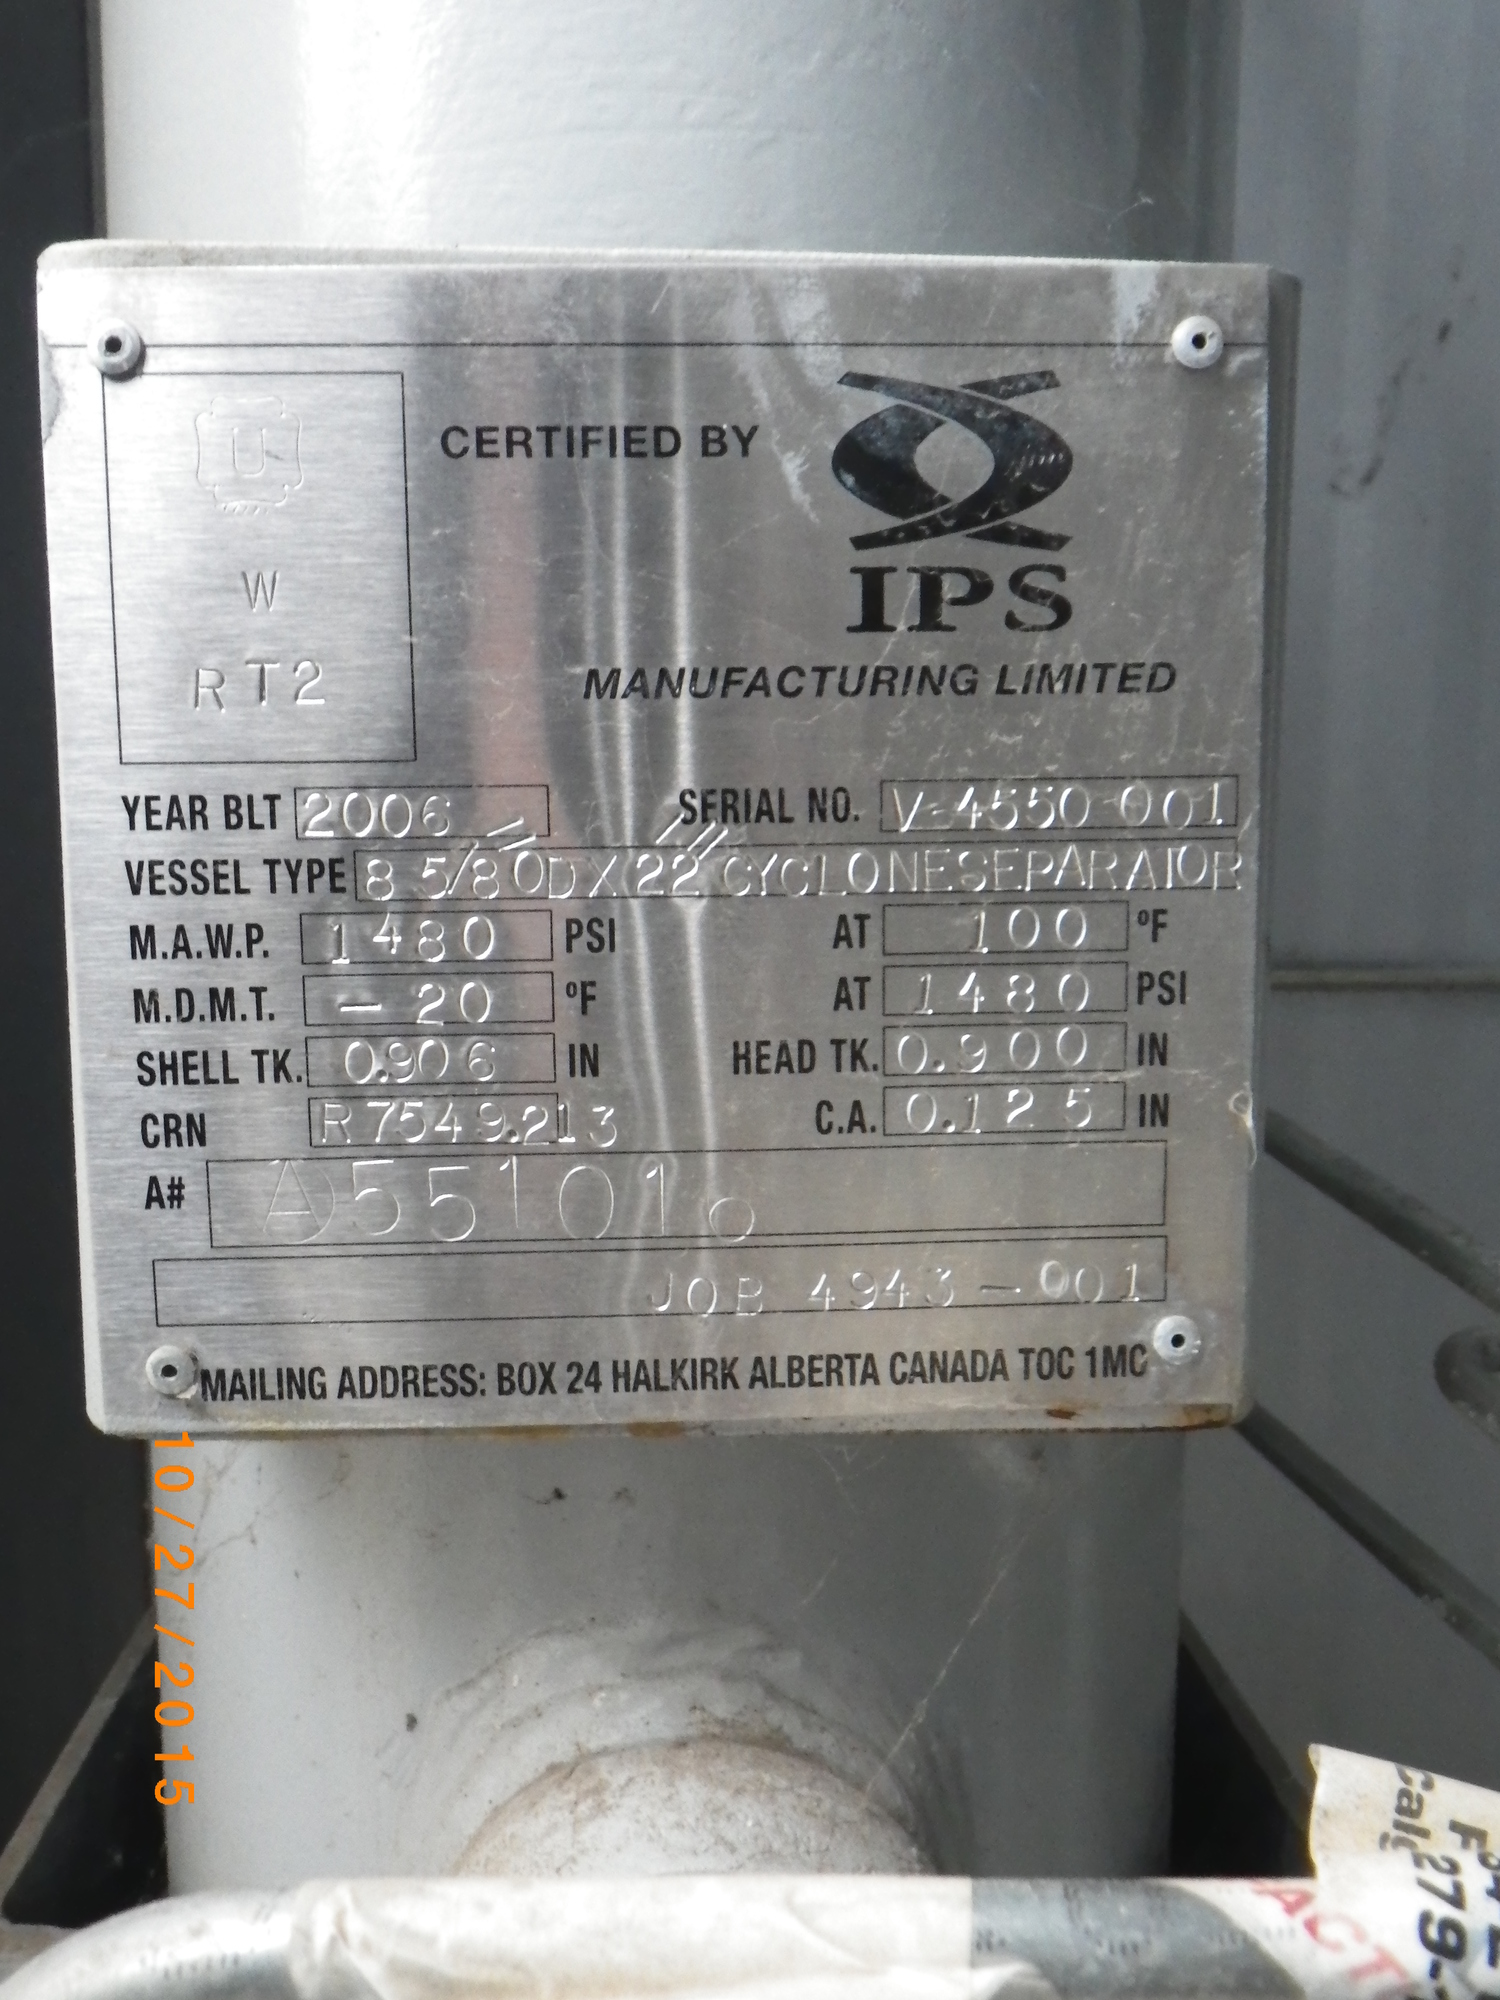 U
W
RT2
CERTIFIED BY
IPS
MANUFACTURING LIMITED
YEAR BLT 2006 SERIAL NO. V-4550-001
VESSEL TYPE 8 5/8" OD X 22" CYCLONE SEPARATOR
M.A.W.P. 1480 PSI AT 100 °F
M.D.M.T. -20 °F AT 1480 PSI
SHELL TK. 0.906 IN HEAD TK. 0.900 IN
CRN R7549.213 C.A. 0.125 IN
A# A551010
JOB 4943-001
MAILING ADDRESS: BOX 24 HALKIRK ALBERTA CANADA TOC 1MC
10/27/2015